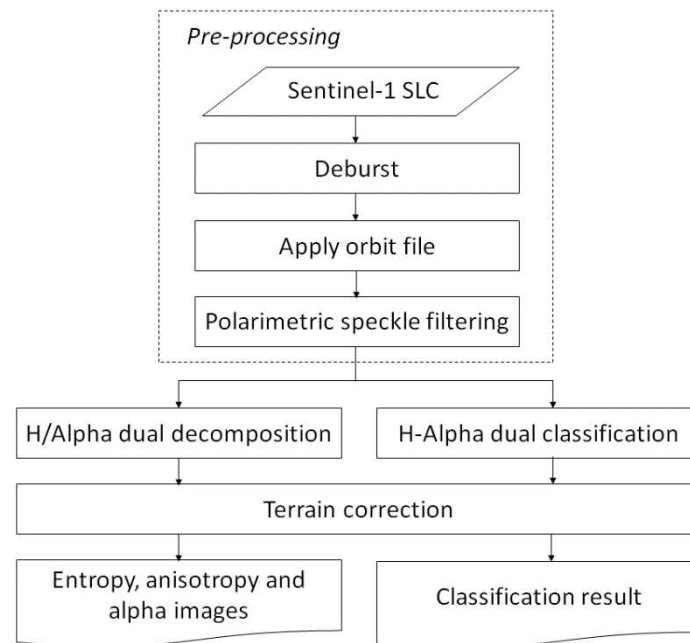 Pre-processing
Sentinel-1 SLC
Deburst
Apply orbit file
Polarimetric speckle filtering
H/Alpha dual decomposition
H-Alpha dual classification
Terrain correction
Entropy, anisotropy and
alpha images
Classification result